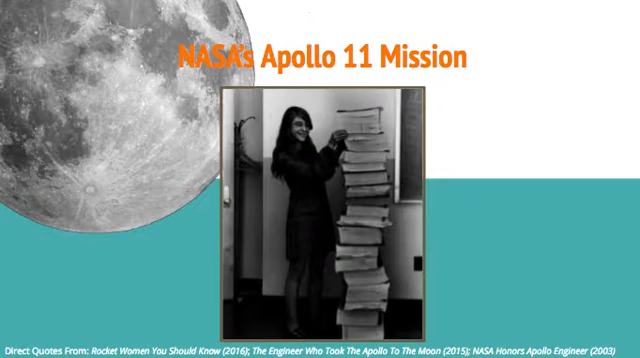 NASA's Apollo 11 Mission
Direct Quotes From: Rocket Women You Should Know (2016); The Engineer Who Took The Apollo To The Moon (2015); NASA Honors Apollo Engineer (2003)